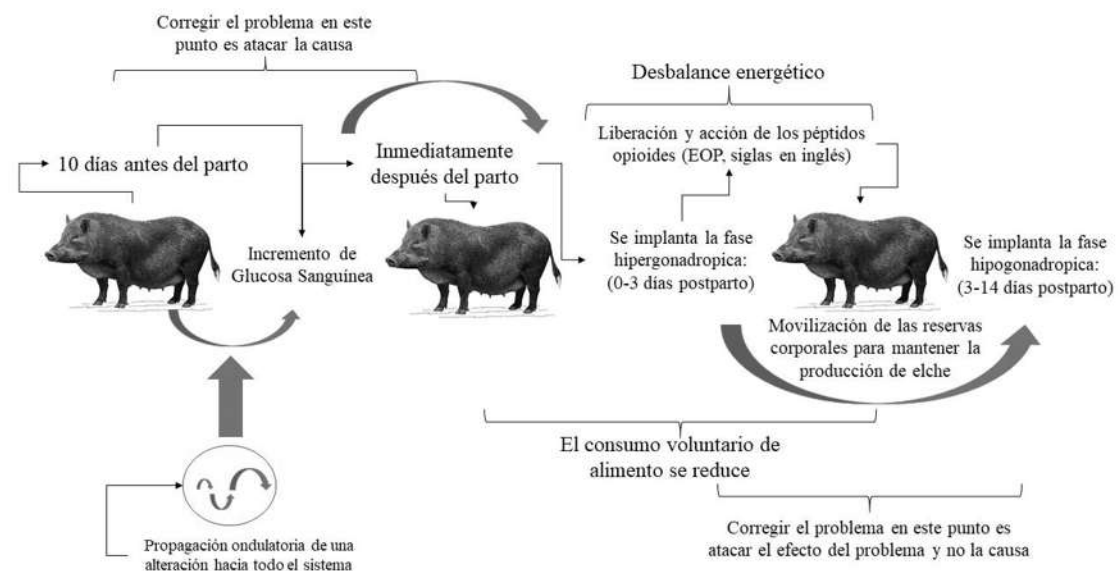 Corregir el problema en este
punto es atacar la causa
10 días antes del parto
Incremento de
Glucosa Sanguínea
Inmediatamente
después del parto
Desbalance energético
Liberación y acción de los péptidos
opioides (EOP, siglas en inglés)
Se implanta la fase
hipergonadropica:
(0-3 días postparto)
Se implanta la fase
hipogonadropica:
(3-14 días postparto)
Movilización de las reservas
corporales para mantener la
producción de elche
El consumo voluntario de
alimento se reduce
Corregir el problema en este punto es
atacar el efecto del problema y no la causa
Propagación ondulatoria de una
alteración hacia todo el sistema